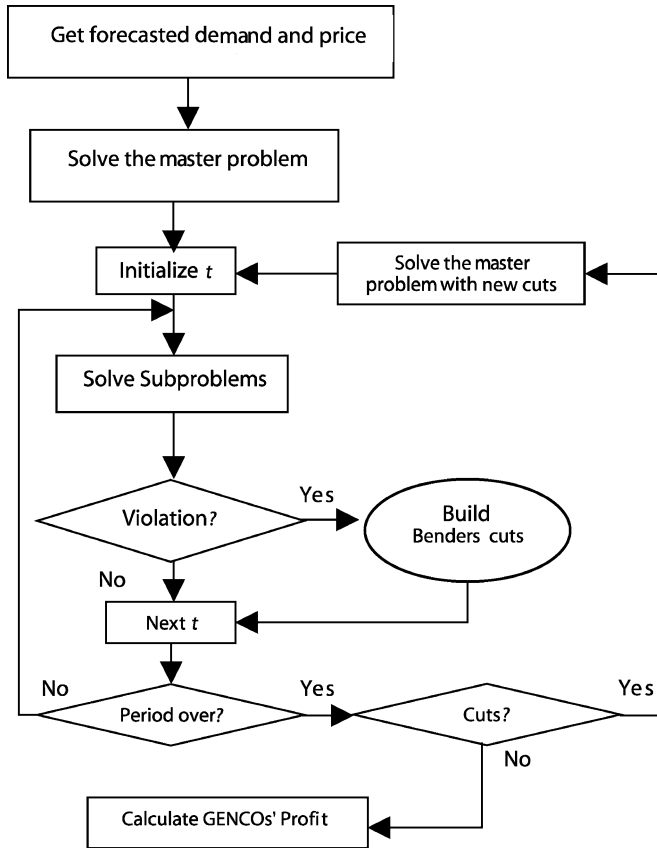 Get forecasted demand and price
Solve the master problem
Initialize t
Solve the master
problem with new cuts
Solve Subproblems
Violation?
Yes
Build
Benders cuts
No
Next t
No
Period over?
Yes
Cuts?
Yes
No
Calculate GENCOs' Profit